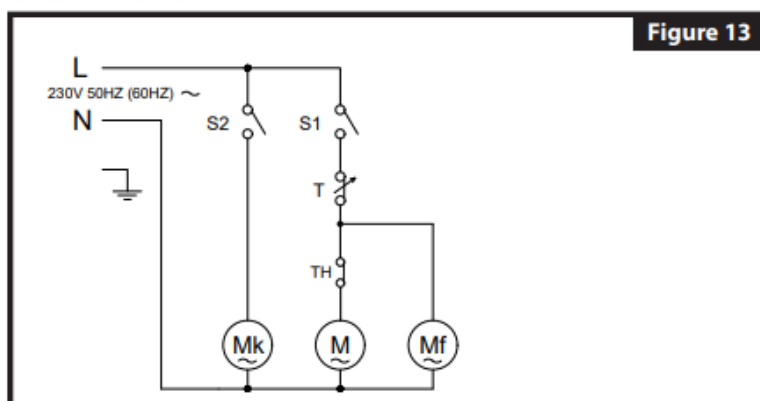 Figure 13
L
230V 50HZ (60HZ) ~
N
S2
S1
T
TH
Mk
M
Mf